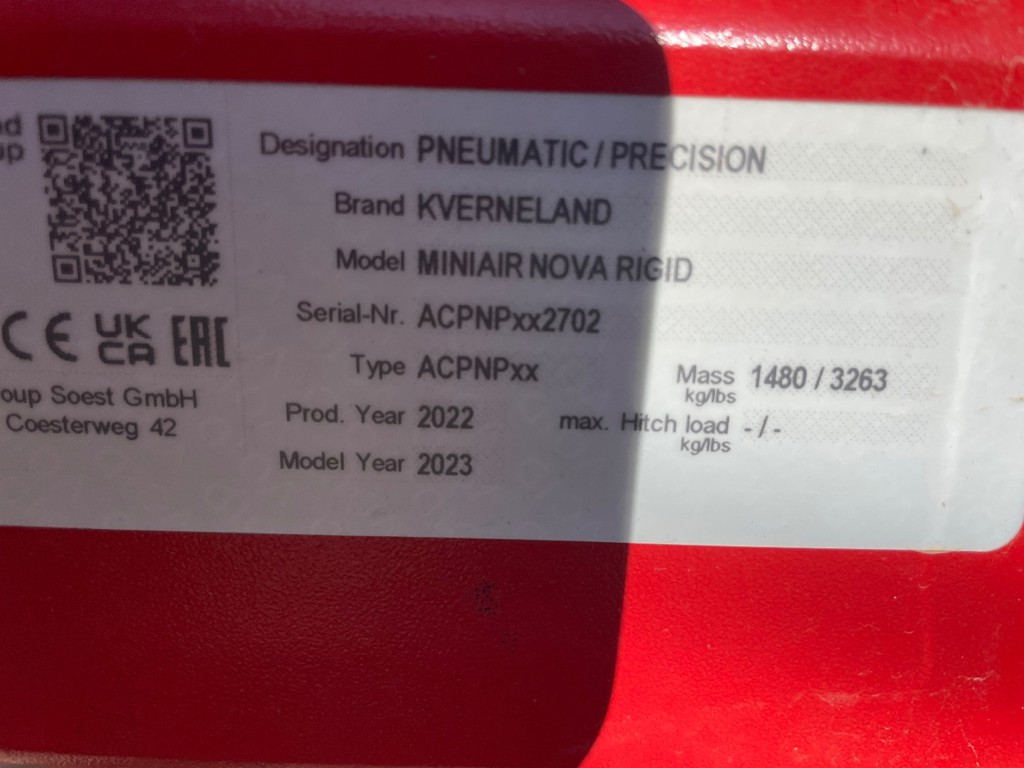 Designation PNEUMATIC / PRECISION
Brand KVERNELAND
Model MINIAIR NOVA RIGID
Serial-Nr. ACPNPxx2702
Type ACPNPxx
Mass kg/lbs 1480 / 3263
Prod. Year 2022
max. Hitch load kg/lbs - / -
Model Year 2023
CE UK CA EAC
Soest GmbH
Coesterweg 42